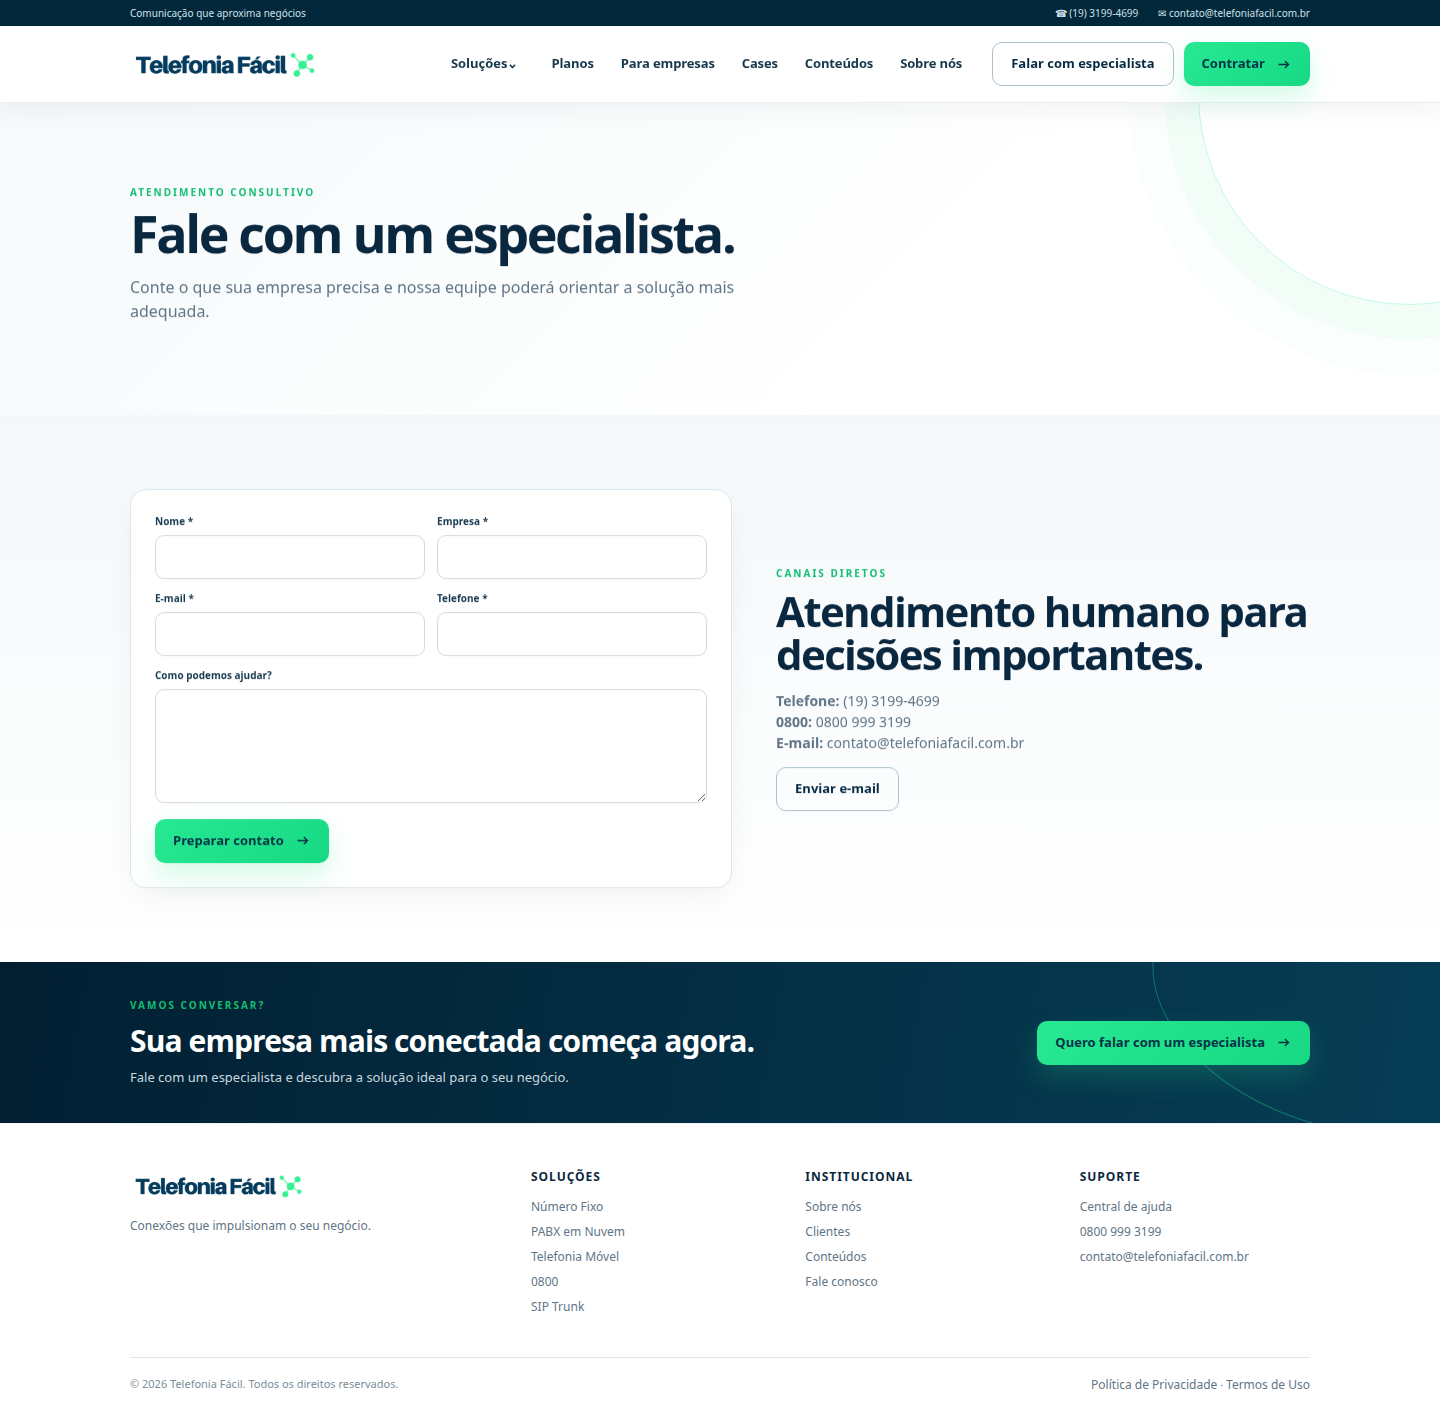 Comunicação que aproxima negócios
☎ (19) 3199-4699
✉ contato@telefoniafacil.com.br
Telefonia Fácil
Soluções
Planos
Para empresas
Cases
Conteúdos
Sobre nós
Falar com especialista
Contratar →
ATENDIMENTO CONSULTIVO
Fale com um especialista.
Conte o que sua empresa precisa e nossa equipe poderá orientar a solução mais
adequada.
Nome *
Empresa *
E-mail *
Telefone *
Como podemos ajudar?
Preparar contato →
CANAIS DIRETOS
Atendimento humano para
decisões importantes.
Telefone: (19) 3199-4699
0800: 0800 999 3199
E-mail: contato@telefoniafacil.com.br
Enviar e-mail
VAMOS CONVERSAR?
Sua empresa mais conectada começa agora.
Fale com um especialista e descubra a solução ideal para o seu negócio.
Quero falar com um especialista →
Telefonia Fácil
Conexões que impulsionam o seu negócio.
SOLUÇÕES
Número Fixo
PABX em Nuvem
Telefonia Móvel
0800
SIP Trunk
INSTITUCIONAL
Sobre nós
Clientes
Conteúdos
Fale conosco
SUPORTE
Central de ajuda
0800 999 3199
contato@telefoniafacil.com.br
© 2026 Telefonia Fácil. Todos os direitos reservados.
Política de Privacidade · Termos de Uso